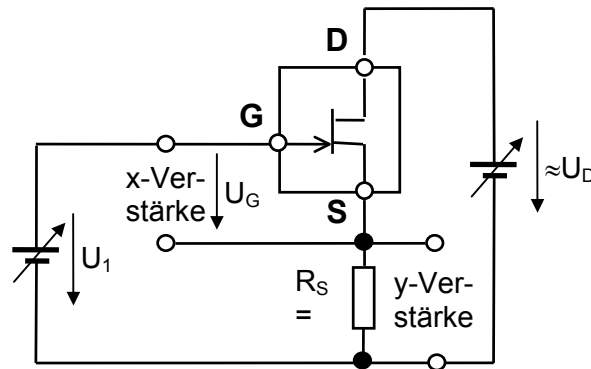 D
G
x-Ver-
stärke
U_G
S
≈U_D
U_1
R_S
=
y-Ver-
stärke